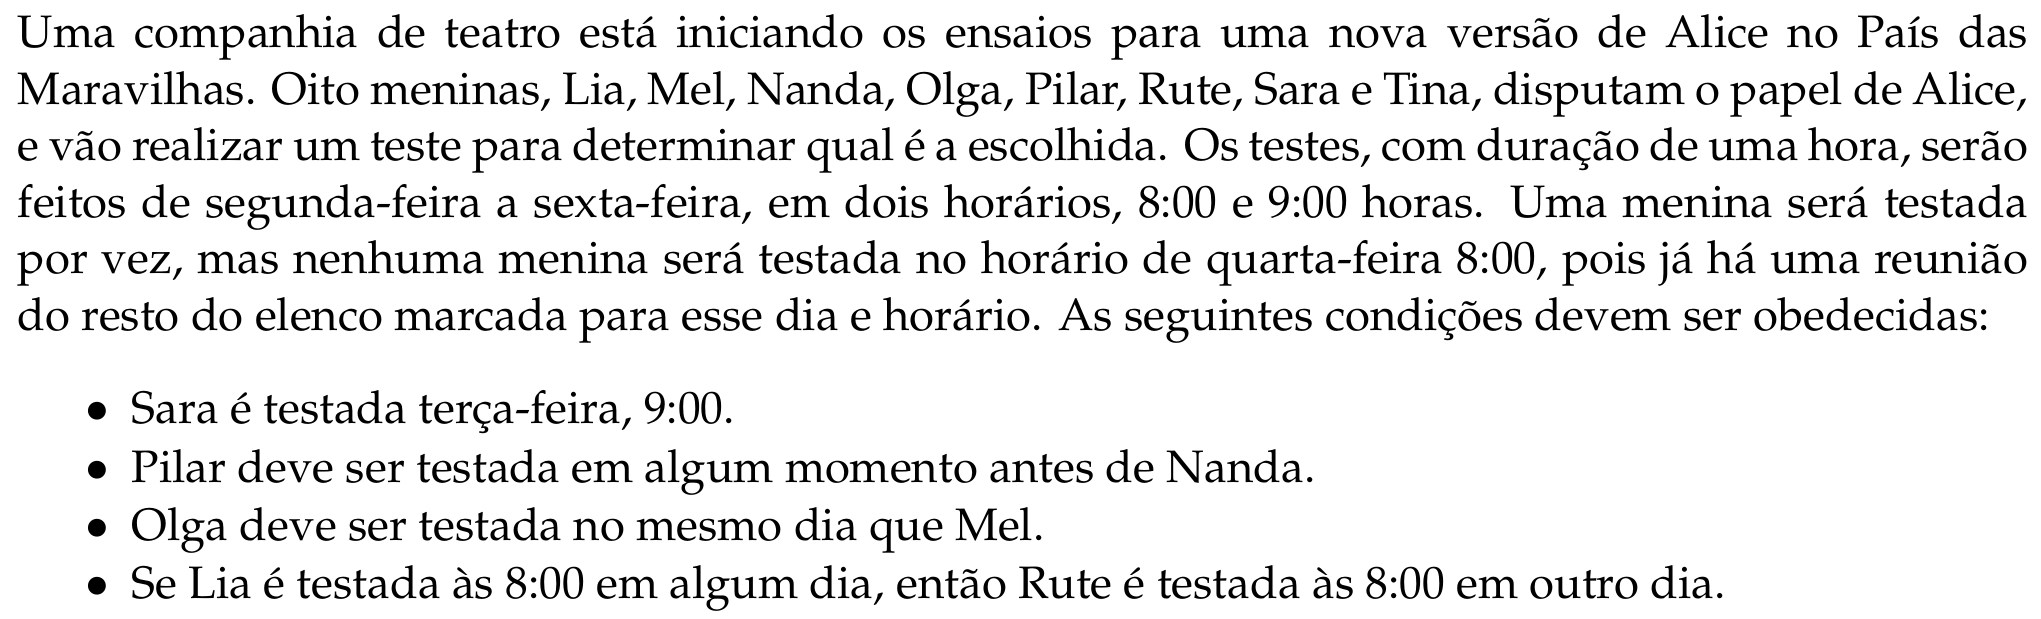 Uma companhia de teatro está iniciando os ensaios para uma nova versão de Alice no País das
Maravilhas. Oito meninas, Lia, Mel, Nanda, Olga, Pilar, Rute, Sara e Tina, disputam o papel de Alice,
e vão realizar um teste para determinar qual é a escolhida. Os testes, com duração de uma hora, serão
feitos de segunda-feira a sexta-feira, em dois horários, 8:00 e 9:00 horas. Uma menina será testada
por vez, mas nenhuma menina será testada no horário de quarta-feira 8:00, pois já há uma reunião
do resto do elenco marcada para esse dia e horário. As seguintes condições devem ser obedecidas:
• Sara é testada terça-feira, 9:00.
• Pilar deve ser testada em algum momento antes de Nanda.
• Olga deve ser testada no mesmo dia que Mel.
• Se Lia é testada às 8:00 em algum dia, então Rute é testada às 8:00 em outro dia.